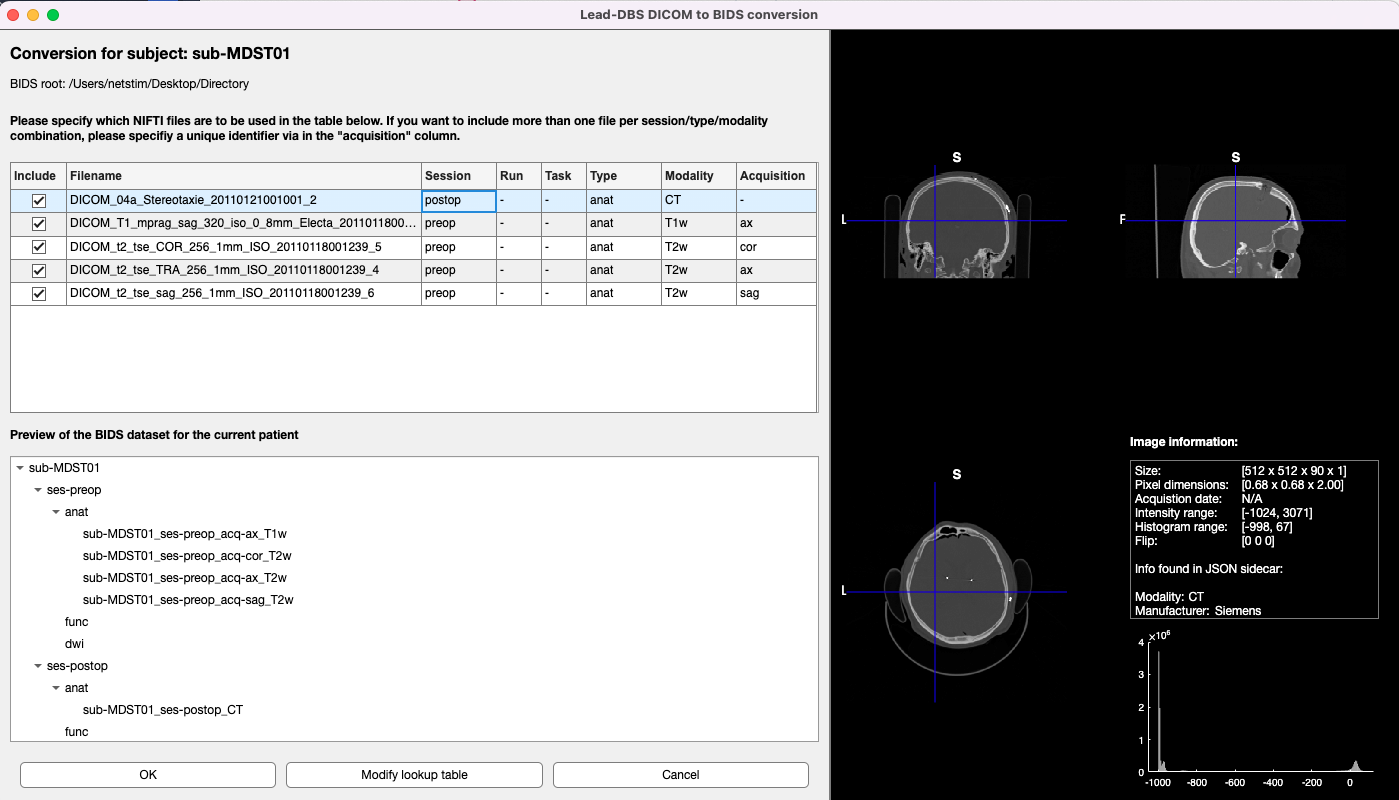 Lead-DBS DICOM to BIDS conversion
Conversion for subject: sub-MDST01
BIDS root: /Users/netstim/Desktop/Directory
Please specify which NIFTI files are to be used in the table below. If you want to include more than one file per session/type/modality
combination, please specifiy a unique identifier via in the "acquisition" column.
Include Filename Session Run Task Type Modality Acquisition
DICOM_04a_Stereotaxie_20110121001001_2 postop - - anat CT -
DICOM_T1_mprag_sag_320_iso_0_8mm_Electa_2011011800... preop - - anat T1w ax
DICOM_t2_tse_COR_256_1mm_ISO_20110118001239_5 preop - - anat T2w cor
DICOM_t2_tse_TRA_256_1mm_ISO_20110118001239_4 preop - - anat T2w ax
DICOM_t2_tse_sag_256_1mm_ISO_20110118001239_6 preop - - anat T2w sag
Preview of the BIDS dataset for the current patient
sub-MDST01
ses-preop
anat
sub-MDST01_ses-preop_acq-ax_T1w
sub-MDST01_ses-preop_acq-cor_T2w
sub-MDST01_ses-preop_acq-ax_T2w
sub-MDST01_ses-preop_acq-sag_T2w
func
dwi
ses-postop
anat
sub-MDST01_ses-postop_CT
func
OK Modify lookup table Cancel
S S
L
S
L
Image information:
Size: [512 x 512 x 90 x 1]
Pixel dimensions: [0.68 x 0.68 x 2.00]
Acquistion date: N/A
Intensity range: [-1024, 3071]
Histogram range: [-998, 67]
Flip: [0 0 0]
Info found in JSON sidecar:
Modality: CT
Manufacturer: Siemens
×10⁶
4
3
2
1
0
-1000 -800 -600 -400 -200 0